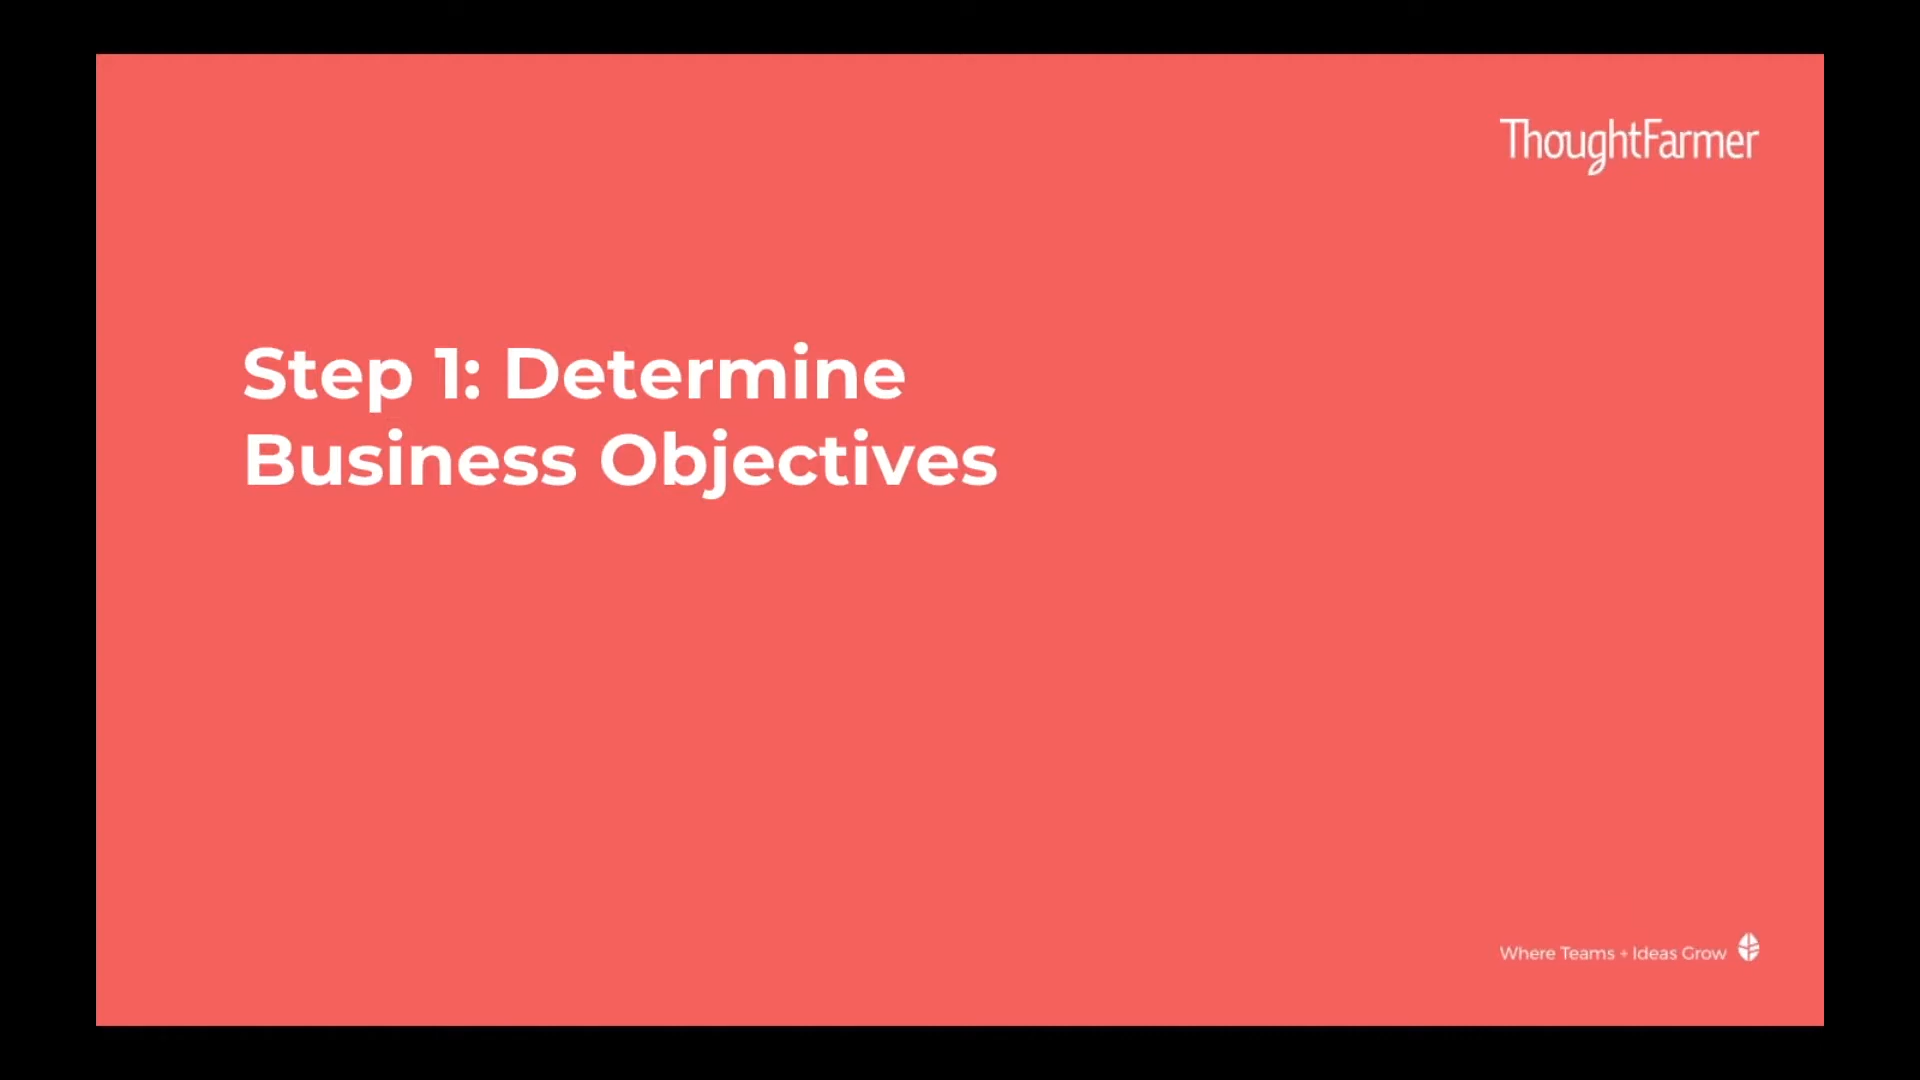 ThoughtFarmer
Step 1: Determine
Business Objectives
Where Teams + Ideas Grow